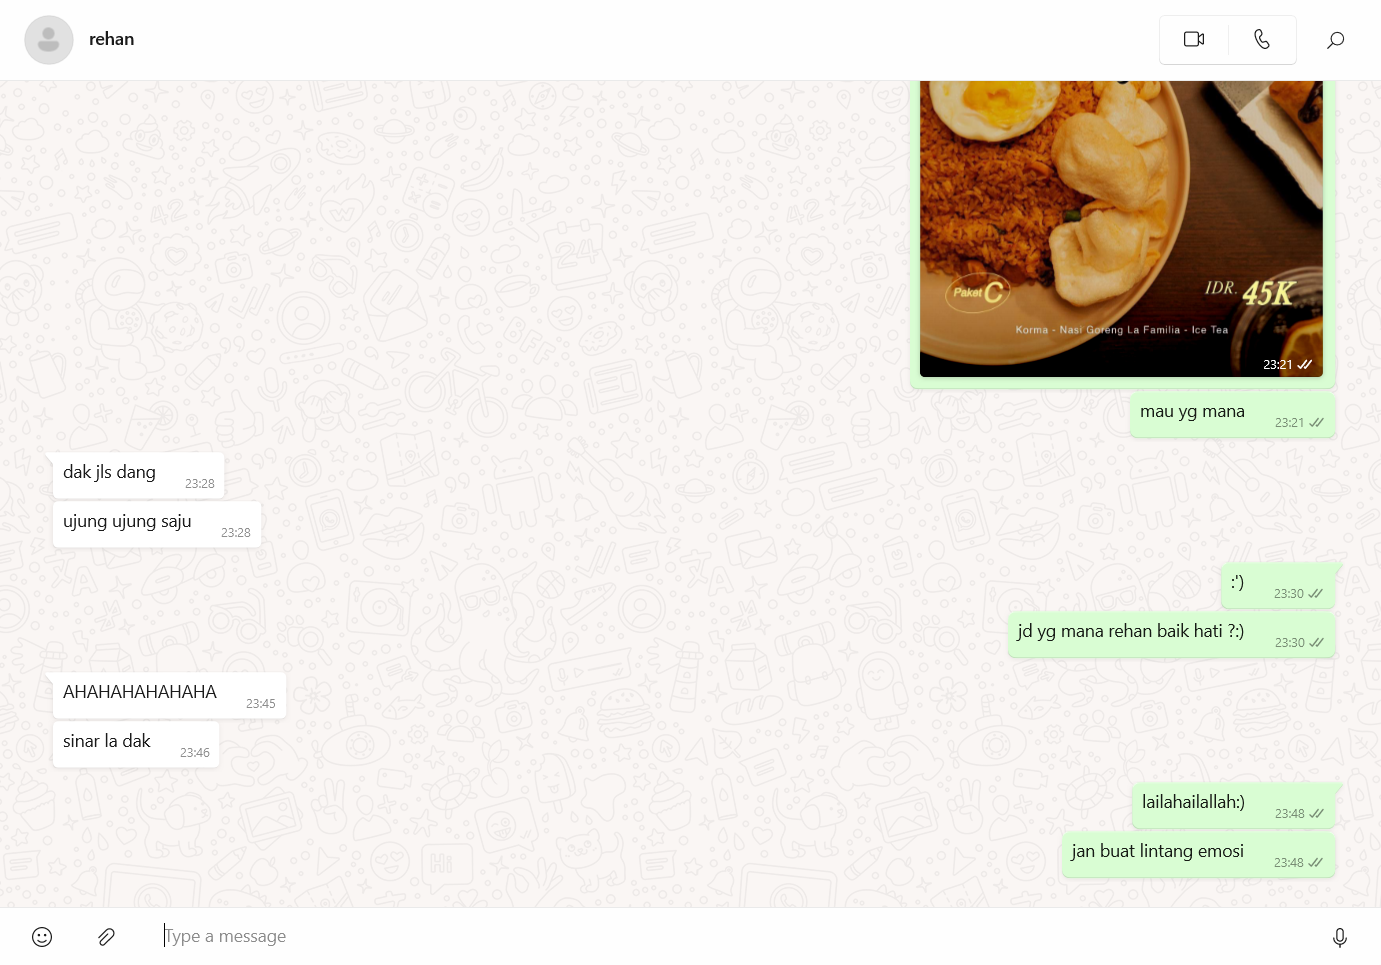 rehan
Paket C
IDR. 45K
Korma - Nasi Goreng La Familia - Ice Tea
23:21
mau yg mana 23:21
dak jls dang 23:28
ujung ujung saju 23:28
:') 23:30
jd yg mana rehan baik hati ?:) 23:30
AHAHAHAHAHAHA 23:45
sinar la dak 23:46
lailahailallah:) 23:48
jan buat lintang emosi 23:48
Type a message